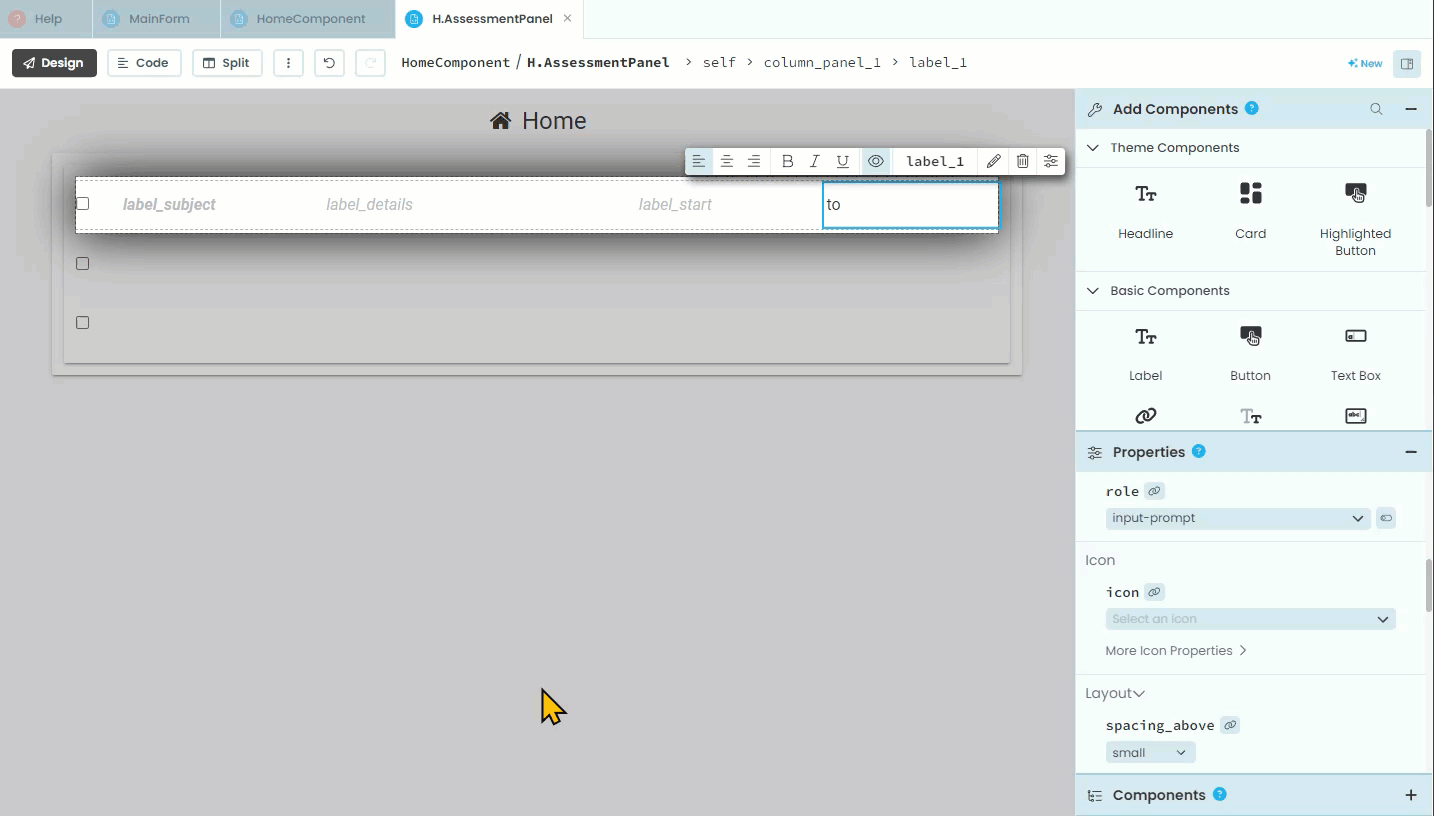 Help MainForm HomeComponent H.AssessmentPanel
Design Code Split HomeComponent / H.AssessmentPanel > self > column_panel_1 > label_1 New
Home
label_1
label_subject label_details label_start to
Add Components
Theme Components
Headline Card Highlighted Button
Basic Components
Label Button Text Box
Properties
role
input-prompt
Icon
icon
Select an icon
More Icon Properties
Layout
spacing_above
small
Components